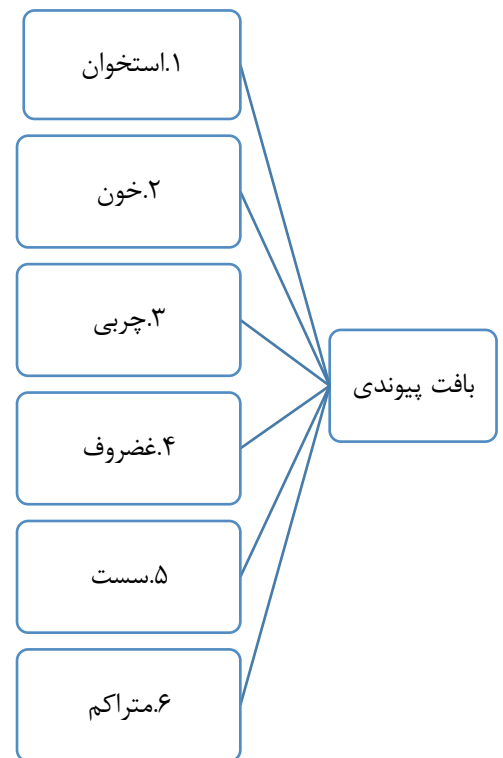 بافت پیوندی
۱.استخوان
۲.خون
۳.چربی
۴.غضروف
۵.سست
۶.متراکم